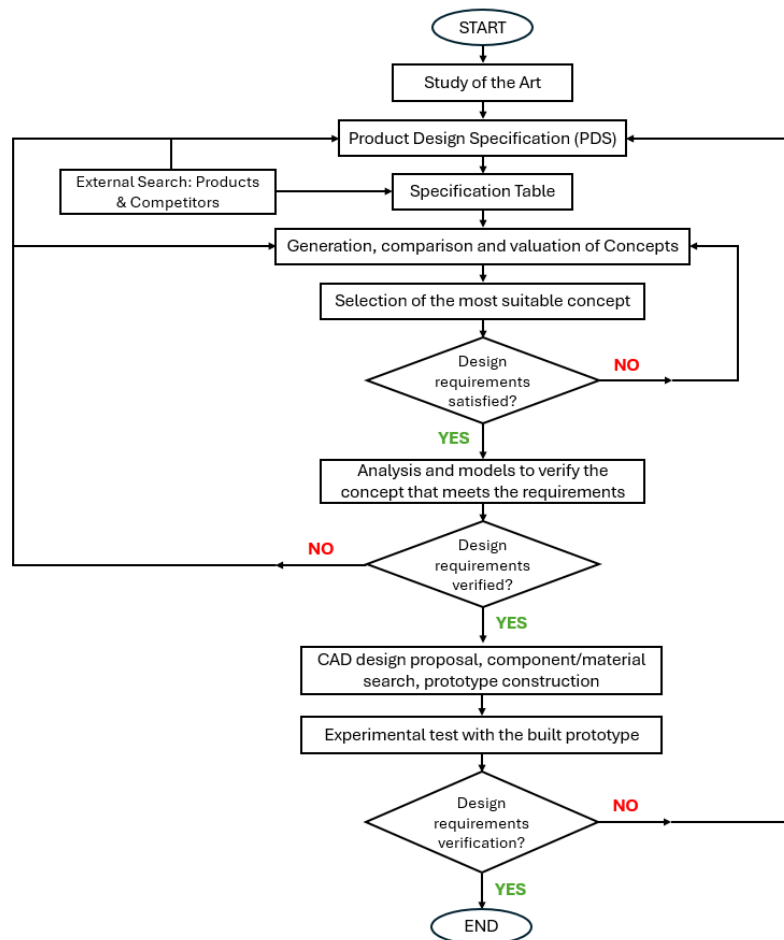 START
Study of the Art
Product Design Specification (PDS)
External Search: Products
& Competitors
Specification Table
Generation, comparison and valuation of Concepts
Selection of the most suitable concept
Design
requirements
satisfied?
NO
YES
Analysis and models to verify the
concept that meets the requirements
Design
requirements
verified?
NO
YES
CAD design proposal, component/material
search, prototype construction
Experimental test with the built prototype
Design
requirements
verification?
NO
YES
END